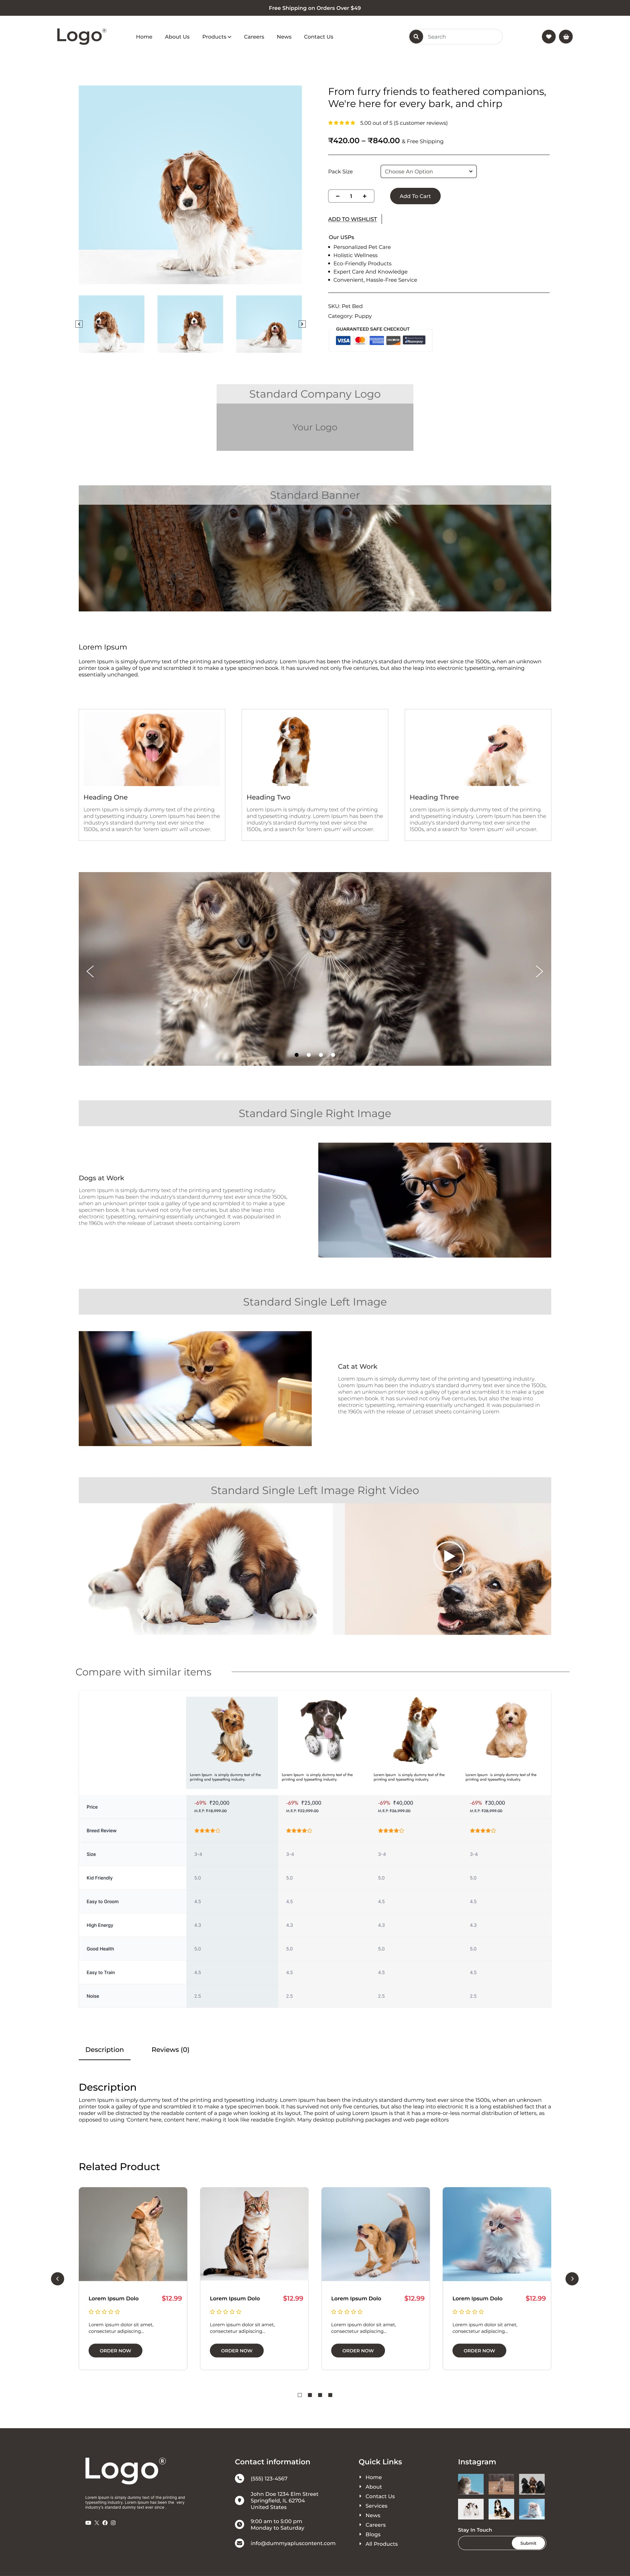 Free Shipping on Orders Over $49
Logo®
Home About Us Products Careers News Contact Us
Search
From furry friends to feathered companions,
We're here for every bark, and chirp
5.00 out of 5 (5 customer reviews)
₹420.00 – ₹840.00 & Free Shipping
Pack Size Choose An Option
− 1 + Add To Cart
ADD TO WISHLIST
Our USPs
Personalized Pet Care
Holistic Wellness
Eco-Friendly Products
Expert Care And Knowledge
Convenient, Hassle-Free Service
SKU: Pet Bed
Category: Puppy
GUARANTEED SAFE CHECKOUT
VISA
Standard Company Logo
Your Logo
Standard Banner
Lorem Ipsum
Lorem Ipsum is simply dummy text of the printing and typesetting industry. Lorem Ipsum has been the industry's standard dummy text ever since the 1500s, when an unknown
printer took a galley of type and scrambled it to make a type specimen book. It has survived not only five centuries, but also the leap into electronic typesetting, remaining
essentially unchanged.
Heading One
Lorem Ipsum is simply dummy text of the printing
and typesetting industry. Lorem Ipsum has been the
industry's standard dummy text ever since the
1500s, and a search for 'lorem ipsum' will uncover.
Heading Two
Lorem Ipsum is simply dummy text of the printing
and typesetting industry. Lorem Ipsum has been the
industry's standard dummy text ever since the
1500s, and a search for 'lorem ipsum' will uncover.
Heading Three
Lorem Ipsum is simply dummy text of the printing
and typesetting industry. Lorem Ipsum has been the
industry's standard dummy text ever since the
1500s, and a search for 'lorem ipsum' will uncover.
Standard Single Right Image
Dogs at Work
Lorem Ipsum is simply dummy text of the printing and typesetting industry.
Lorem Ipsum has been the industry's standard dummy text ever since the 1500s,
when an unknown printer took a galley of type and scrambled it to make a type
specimen book. It has survived not only five centuries, but also the leap into
electronic typesetting, remaining essentially unchanged. It was popularised in
the 1960s with the release of Letraset sheets containing Lorem
Standard Single Left Image
Cat at Work
Lorem Ipsum is simply dummy text of the printing and typesetting industry.
Lorem Ipsum has been the industry's standard dummy text ever since the 1500s,
when an unknown printer took a galley of type and scrambled it to make a type
specimen book. It has survived not only five centuries, but also the leap into
electronic typesetting, remaining essentially unchanged. It was popularised in
the 1960s with the release of Letraset sheets containing Lorem
Standard Single Left Image Right Video
Compare with similar items
Lorem Ipsum is simply dummy text of the
printing and typesetting industry.
Lorem Ipsum is simply dummy text of the
printing and typesetting industry.
Lorem Ipsum is simply dummy text of the
printing and typesetting industry.
Lorem Ipsum is simply dummy text of the
printing and typesetting industry.
Price -69% ₹20,000 -69% ₹25,000 -69% ₹40,000 -69% ₹30,000
Breed Review
Size 3-4 3-4 3-4 3-4
Kid Friendly 5.0 5.0 5.0 5.0
Easy to Groom 4.5 4.5 4.5 4.5
High Energy 4.3 4.3 4.3 4.3
Good Health 5.0 5.0 5.0 5.0
Easy to Train 4.5 4.5 4.5 4.5
Noise 2.5 2.5 2.5 2.5
Description Reviews (0)
Description
Lorem Ipsum is simply dummy text of the printing and typesetting industry. Lorem Ipsum has been the industry's standard dummy text ever since the 1500s, when an unknown
printer took a galley of type and scrambled it to make a type specimen book. It has survived not only five centuries, but also the leap into electronic It is a long established fact that a
reader will be distracted by the readable content of a page when looking at its layout. The point of using Lorem Ipsum is that it has a more-or-less normal distribution of letters, as
opposed to using 'Content here, content here', making it look like readable English. Many desktop publishing packages and web page editors
Related Product
Lorem Ipsum Dolo $12.99
Lorem ipsum dolor sit amet,
consectetur adipiscing...
ORDER NOW
Lorem Ipsum Dolo $12.99
Lorem ipsum dolor sit amet,
consectetur adipiscing...
ORDER NOW
Lorem Ipsum Dolo $12.99
Lorem ipsum dolor sit amet,
consectetur adipiscing...
ORDER NOW
Lorem Ipsum Dolo $12.99
Lorem ipsum dolor sit amet,
consectetur adipiscing...
ORDER NOW
Logo®
Lorem Ipsum is simply dummy text of the printing and
typesetting industry. Lorem Ipsum has been the very
industry's standard dummy text ever since .
Contact information
(555) 123-4567
John Doe 1234 Elm Street
Springfield, IL 62704
United States
9:00 am to 5:00 pm
Monday to Saturday
info@dummyapluscontent.com
Quick Links
Home
About
Contact Us
Services
News
Careers
Blogs
All Products
Instagram
Stay In Touch
Submit